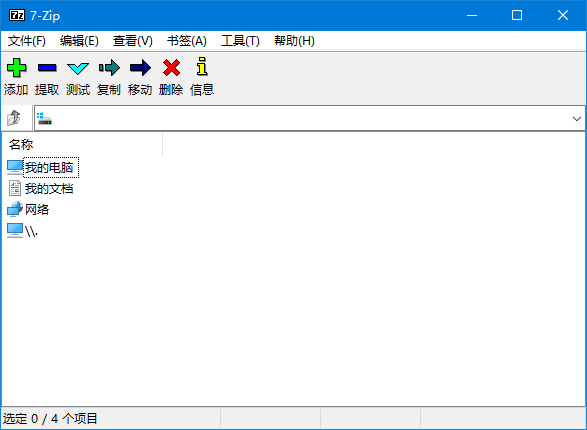 7-Zip
文件(F) 编辑(E) 查看(V) 书签(A) 工具(T) 帮助(H)
添加 提取 测试 复制 移动 删除 信息
名称
我的电脑
我的文档
网络
\\.
选定 0 / 4 个项目